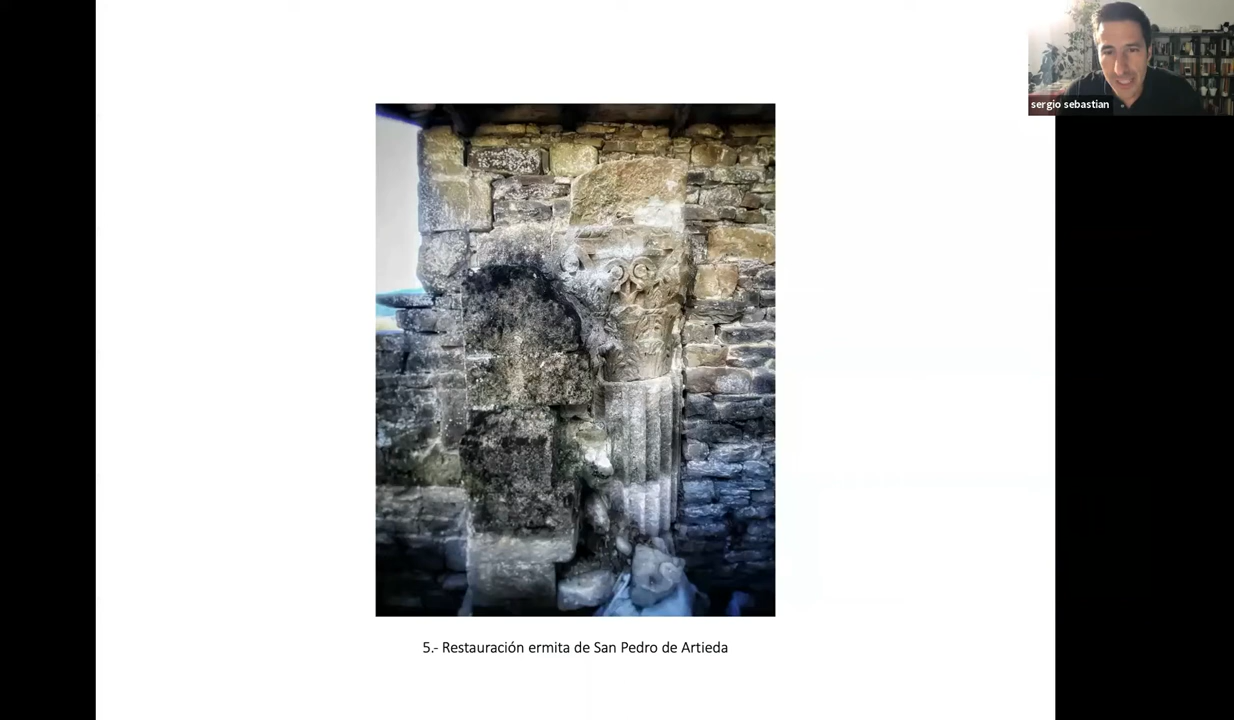 sergio sebastian
5.- Restauración ermita de San Pedro de Artieda